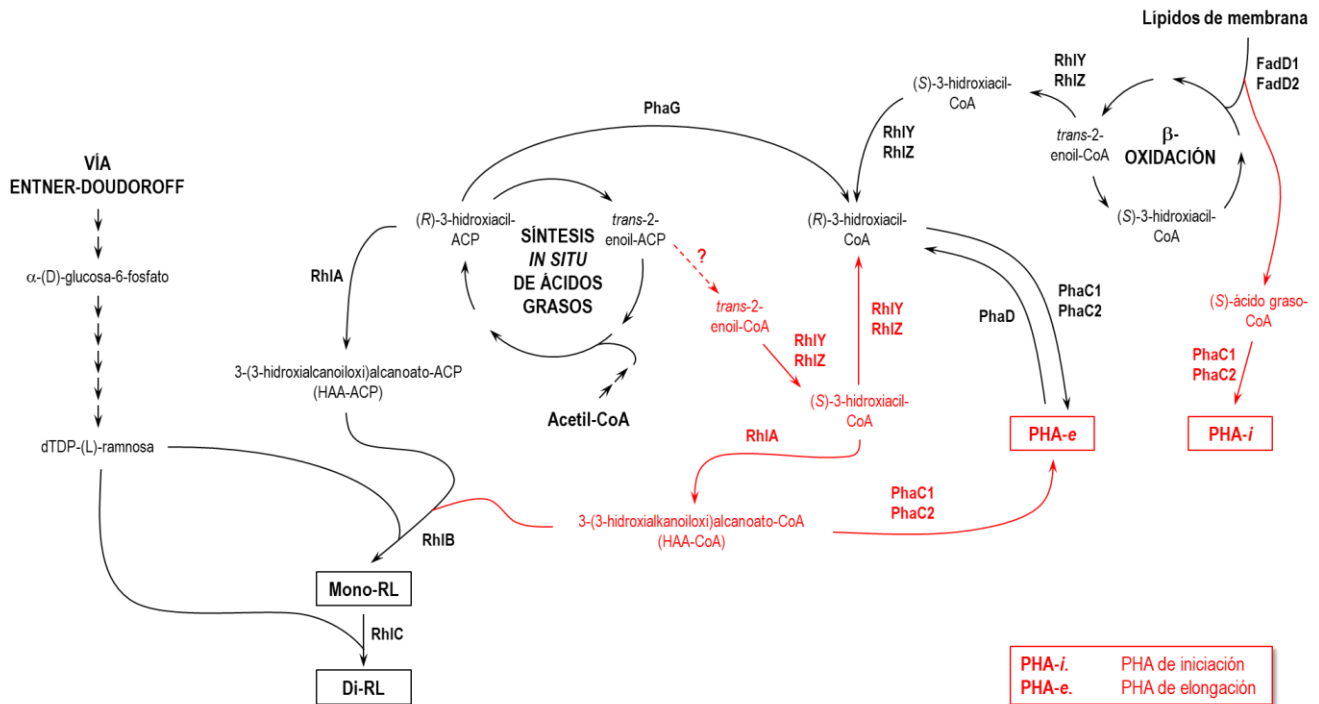 Lípidos de membrana
FadD1
FadD2
RhlY
RhlZ
(S)-3-hidroxiacil-
CoA
PhaG
RhlY
RhlZ
trans-2-
enoil-CoA
β-
OXIDACIÓN
VÍA
ENTNER-DOUDOROFF
(R)-3-hidroxiacil-
ACP
trans-2-
enoil-ACP
SÍNTESIS
IN SITU
DE ÁCIDOS
GRASOS
(R)-3-hidroxiacil-
CoA
(S)-3-hidroxiacil-
CoA
?
α-(D)-glucosa-6-fosfato
RhlA
trans-2-
enoil-CoA
RhlY
RhlZ
RhlY
RhlZ
PhaD
PhaC1
PhaC2
(S)-ácido graso-
CoA
PhaC1
PhaC2
3-(3-hidroxialcanoiloxi)alcanoato-ACP
(HAA-ACP)
Acetil-CoA
(S)-3-hidroxiacil-
CoA
dTDP-(L)-ramnosa
RhlA
PHA-e
PHA-i
PhaC1
PhaC2
3-(3-hidroxialkanoiloxi)alcanoato-CoA
(HAA-CoA)
RhlB
Mono-RL
RhlC
Di-RL
PHA-i. PHA de iniciación
PHA-e. PHA de elongación